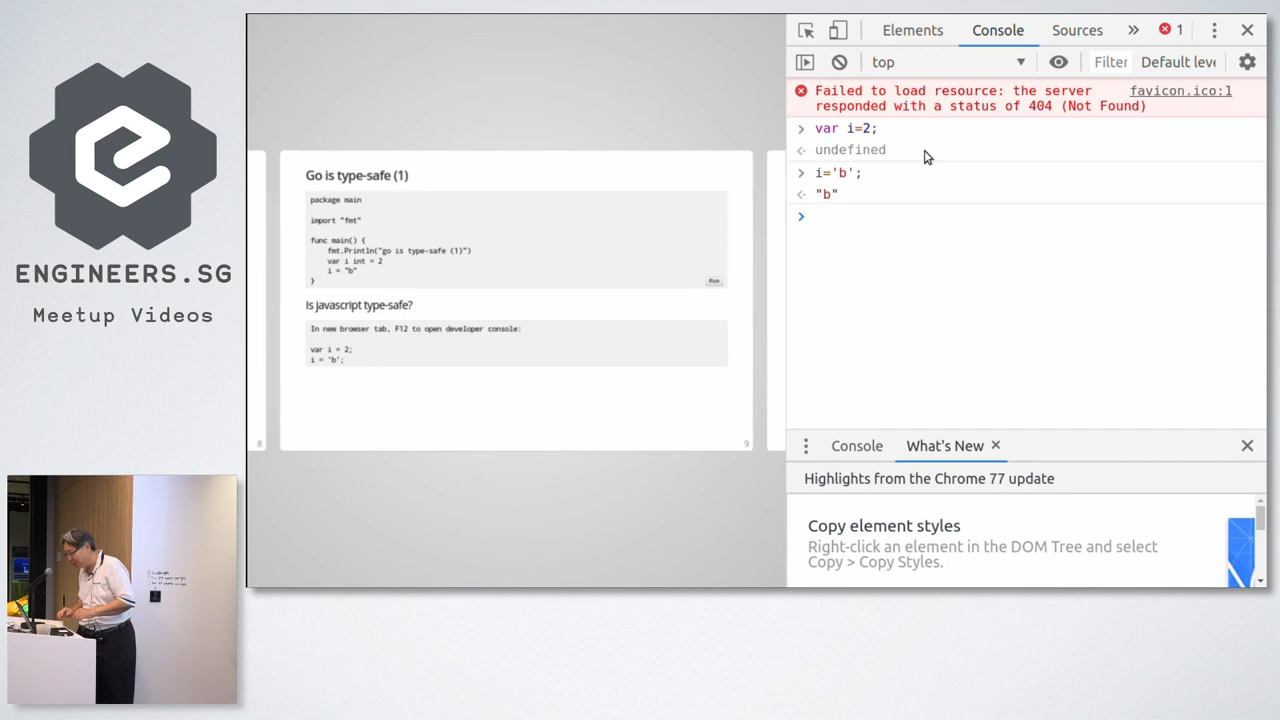 ENGINEERS.SG
Meetup Videos
Go is type-safe (1)
package main
import "fmt"
func main() {
fmt.Println("go is type-safe (1)")
var i int = 2
i = "b"
}
Run
Is javascript type-safe?
In new browser tab, F12 to open developer console:
var i = 2;
i = 'b';
8
9
Elements Console Sources » 1
top Filter Default leve
Failed to load resource: the server favicon.ico:1
responded with a status of 404 (Not Found)
> var i=2;
undefined
> i='b';
"b"
>
Console What's New ×
Highlights from the Chrome 77 update
Copy element styles
Right-click an element in the DOM Tree and select
Copy > Copy Styles.